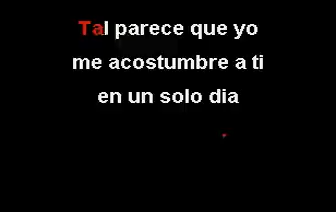 Tal parece que yo
me acostumbre a ti
en un solo dia